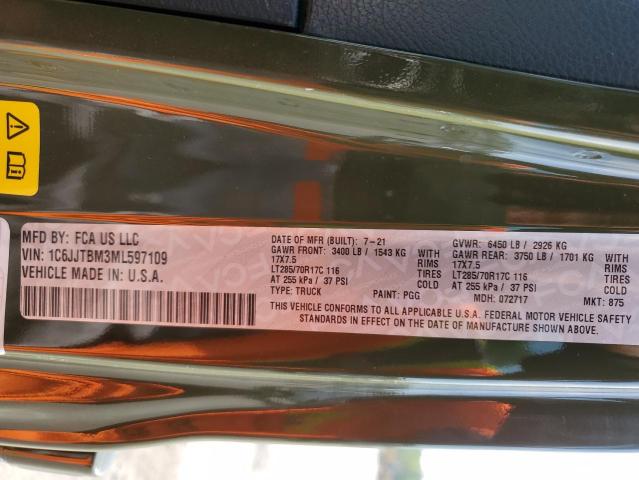 MFD BY: FCA US LLC
VIN: 1C6JJTBM3ML597109
VEHICLE MADE IN U.S.A.
DATE OF MFR (BUILT): 7-21 GVWR: 6450 LB / 2926 KG
GAWR FRONT: 3400 LB / 1543 KG WITH GAWR REAR: 3750 LB / 1701 KG WITH
17X7.5 RIMS 17X7.5 RIMS
LT285/70R17C 116 TIRES LT285/70R17C 116 TIRES
AT 255 kPa / 37 PSI COLD AT 255 kPa / 37 PSI COLD
TYPE: TRUCK PAINT: PGG MDH: 072717 MKT: 875
THIS VEHICLE CONFORMS TO ALL APPLICABLE U.S.A. FEDERAL MOTOR VEHICLE SAFETY
STANDARDS IN EFFECT ON THE DATE OF MANUFACTURE SHOWN ABOVE.